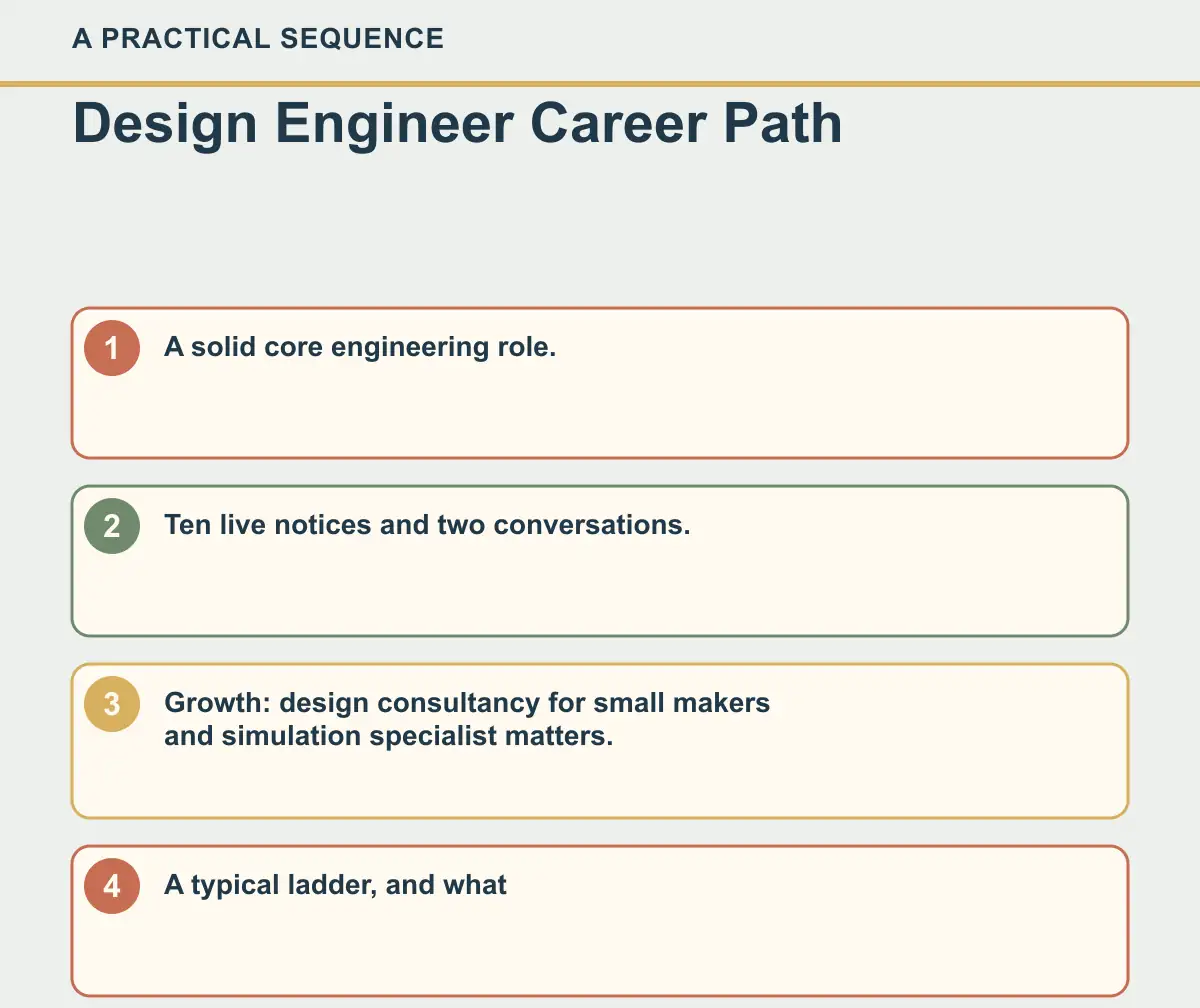 A PRACTICAL SEQUENCE
Design Engineer Career Path
1
A solid core engineering role.
2
Ten live notices and two conversations.
3
Growth: design consultancy for small makers
and simulation specialist matters.
4
A typical ladder, and what